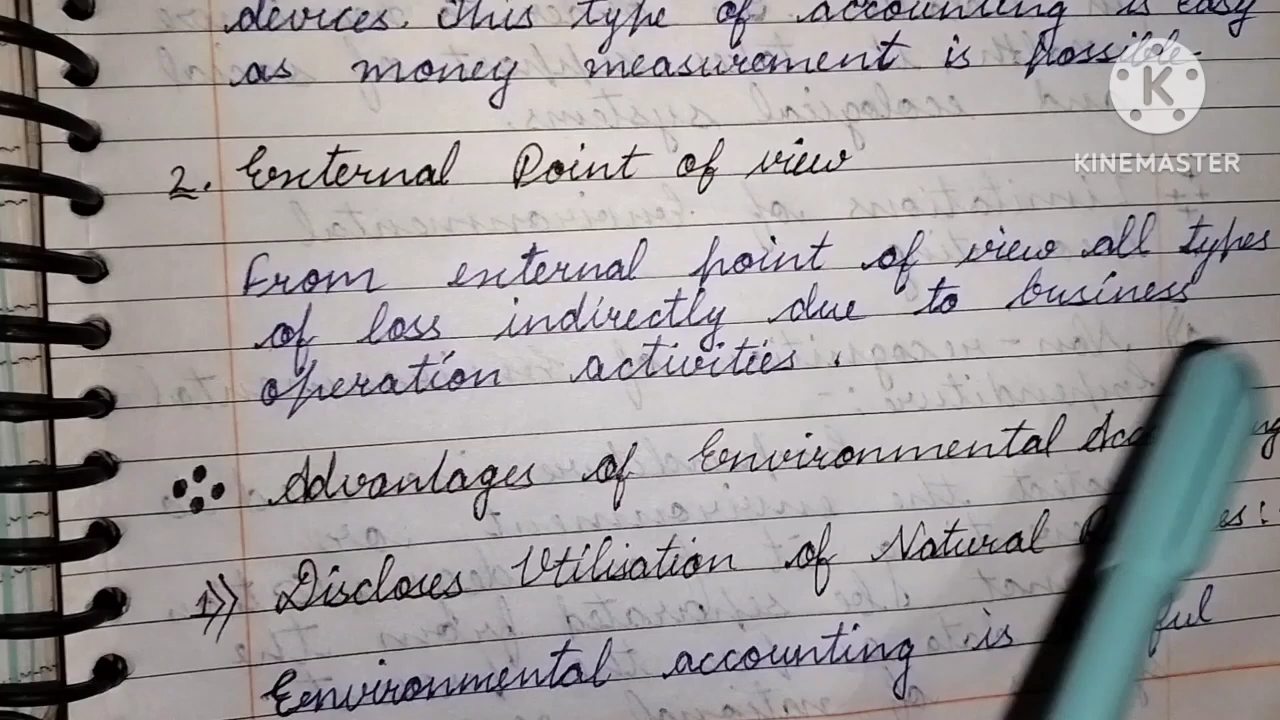 devices. This type of accounting is easy
as money measurement is possible.
K
KINEMASTER
2. External Point of view
From external point of view all types
of loss indirectly due to business
operation activities.
Advantages of Environmental
1) Discloses Utilisation of Natural
Environmental accounting is